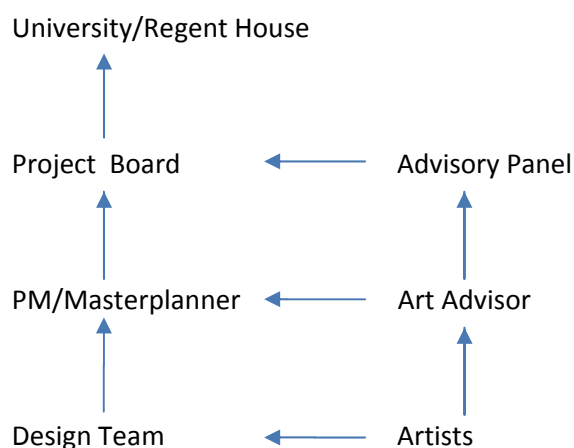 University/Regent House
Project  Board
Advisory Panel
PM/Masterplanner
Art Advisor
Design Team
Artists